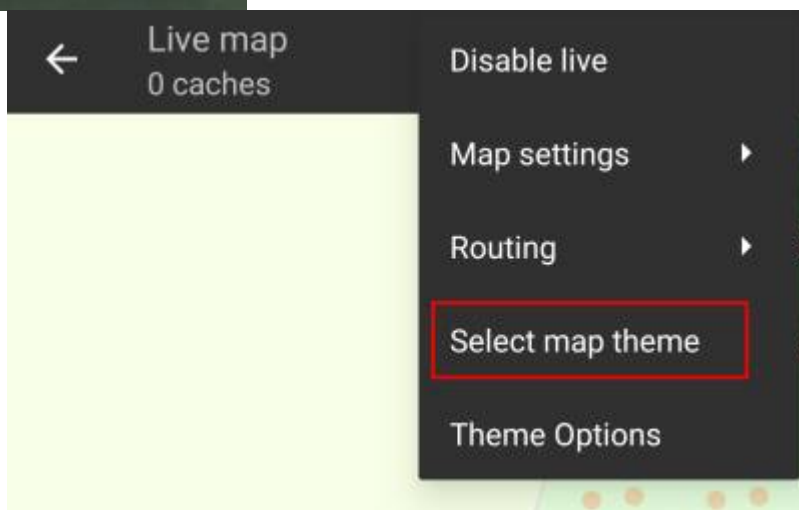 Live map
0 caches
Disable live
Map settings
Routing
Select map theme
Theme Options